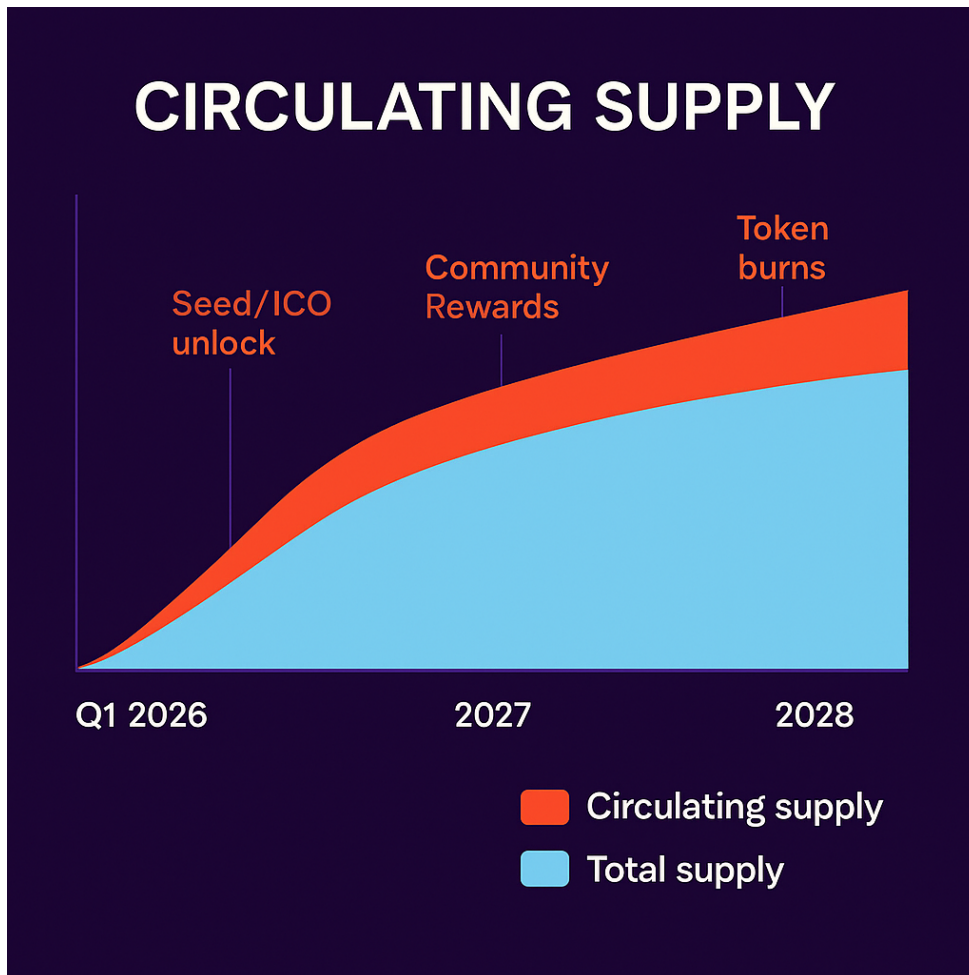 CIRCULATING SUPPLY
Token
burns
Community
Rewards
Seed/ICO
unlock
Q1 2026
2027
2028
Circulating supply
Total supply